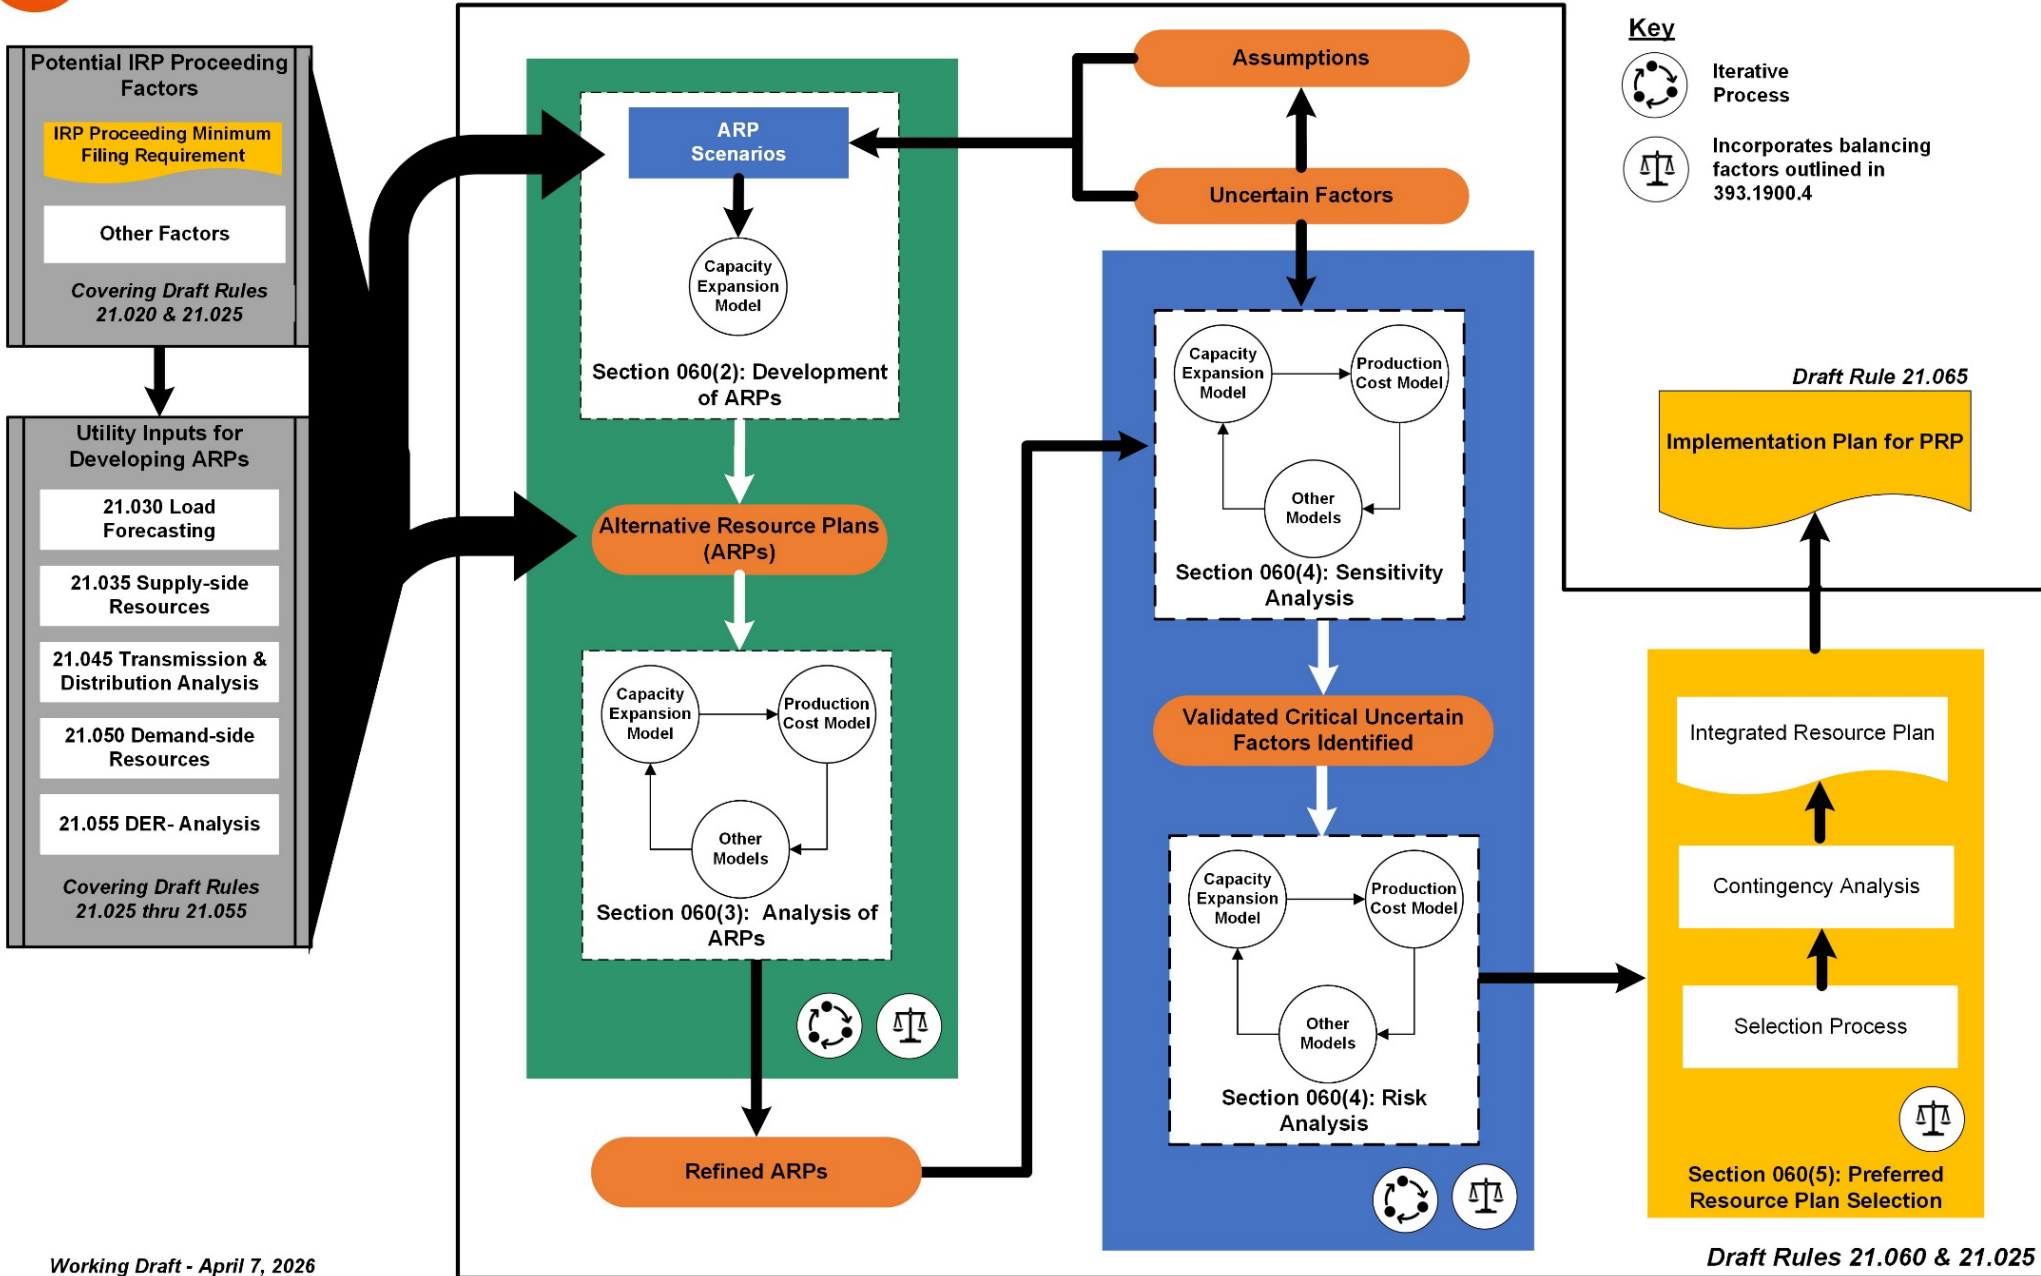 Potential IRP Proceeding
Factors
IRP Proceeding Minimum
Filing Requirement
Other Factors
Covering Draft Rules
21.020 & 21.025
Utility Inputs for
Developing ARPs
21.030 Load
Forecasting
21.035 Supply-side
Resources
21.045 Transmission &
Distribution Analysis
21.050 Demand-side
Resources
21.055 DER- Analysis
Covering Draft Rules
21.025 thru 21.055
Working Draft - April 7, 2026
ARP
Scenarios
Capacity
Expansion
Model
Section 060(2): Development
of ARPs
Alternative Resource Plans
(ARPs)
Capacity
Expansion
Model
Production
Cost Model
Other
Models
Section 060(3):  Analysis of
ARPs
Refined ARPs
Assumptions
Uncertain Factors
Capacity
Expansion
Model
Production
Cost Model
Other
Models
Section 060(4): Sensitivity
Analysis
Validated Critical Uncertain
Factors Identified
Capacity
Expansion
Model
Production
Cost Model
Other
Models
Section 060(4): Risk
Analysis
Key
Iterative
Process
Incorporates balancing
factors outlined in
393.1900.4
Draft Rule 21.065
Implementation Plan for PRP
Integrated Resource Plan
Contingency Analysis
Selection Process
Section 060(5): Preferred
Resource Plan Selection
Draft Rules 21.060 & 21.025